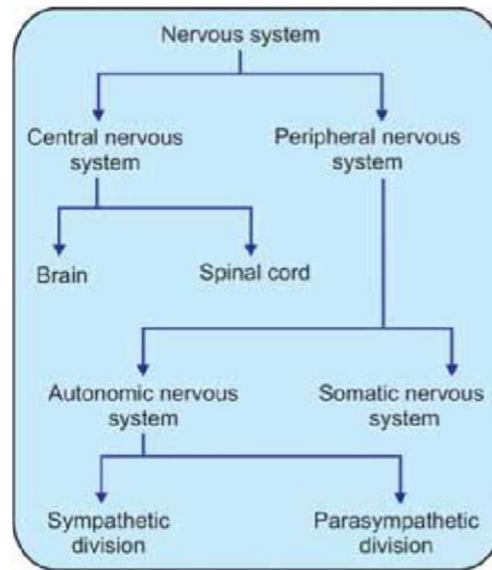 Nervous system
Central nervous
system
Peripheral nervous
system
Brain
Spinal cord
Autonomic nervous
system
Somatic nervous
system
Sympathetic
division
Parasympathetic
division